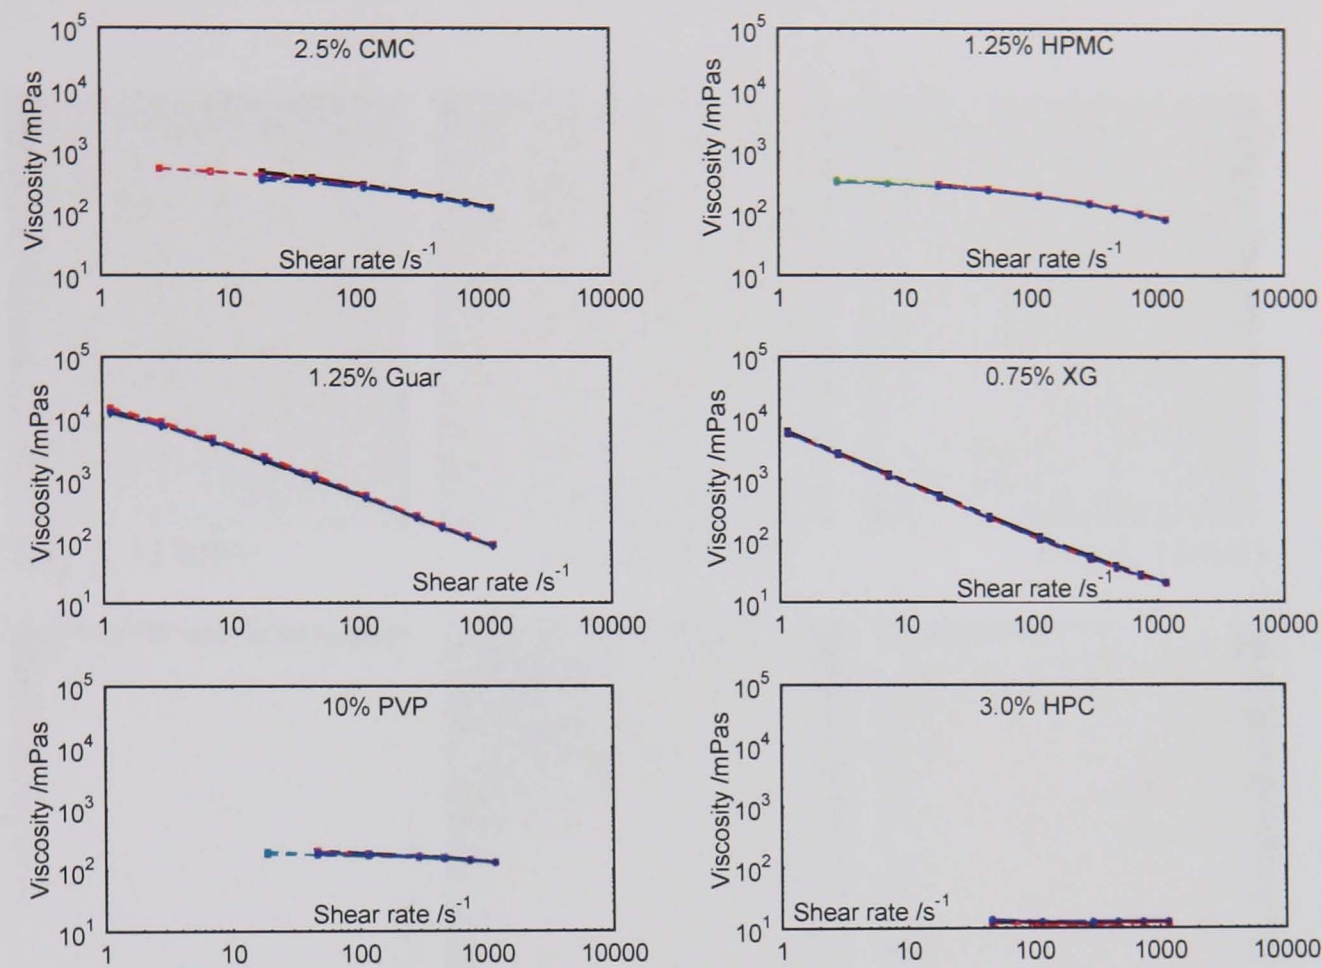 10^5
2.5% CMC
10^4
10^3
10^2
10^1
Viscosity /mPas
Shear rate /s^-1
1 10 100 1000 10000
10^5
1.25% HPMC
10^4
10^3
10^2
10^1
Viscosity /mPas
Shear rate /s^-1
1 10 100 1000 10000
10^5
1.25% Guar
10^4
10^3
10^2
10^1
Viscosity /mPas
Shear rate /s^-1
1 10 100 1000 10000
10^5
0.75% XG
10^4
10^3
10^2
10^1
Viscosity /mPas
Shear rate /s^-1
1 10 100 1000 10000
10^5
10% PVP
10^4
10^3
10^2
10^1
Viscosity /mPas
Shear rate /s^-1
1 10 100 1000 10000
10^5
3.0% HPC
10^4
10^3
10^2
10^1
Viscosity /mPas
Shear rate /s^-1
1 10 100 1000 10000